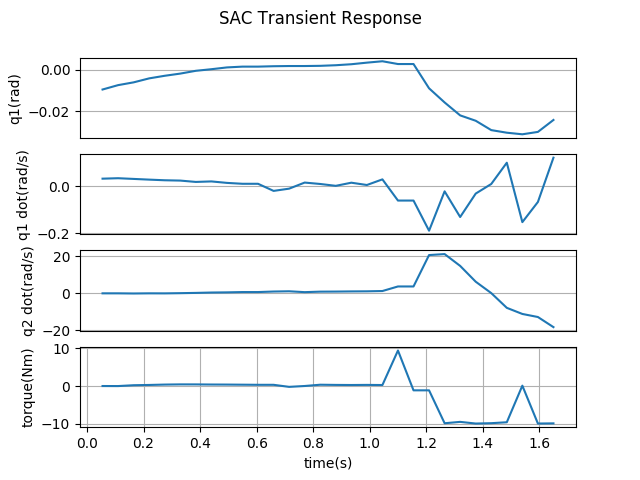 SAC Transient Response
q1(rad)
0.00
−0.02
q1 dot(rad/s)
0.0
−0.2
q2 dot(rad/s)
20
0
−20
torque(Nm)
10
0
−10
0.0 0.2 0.4 0.6 0.8 1.0 1.2 1.4 1.6
time(s)